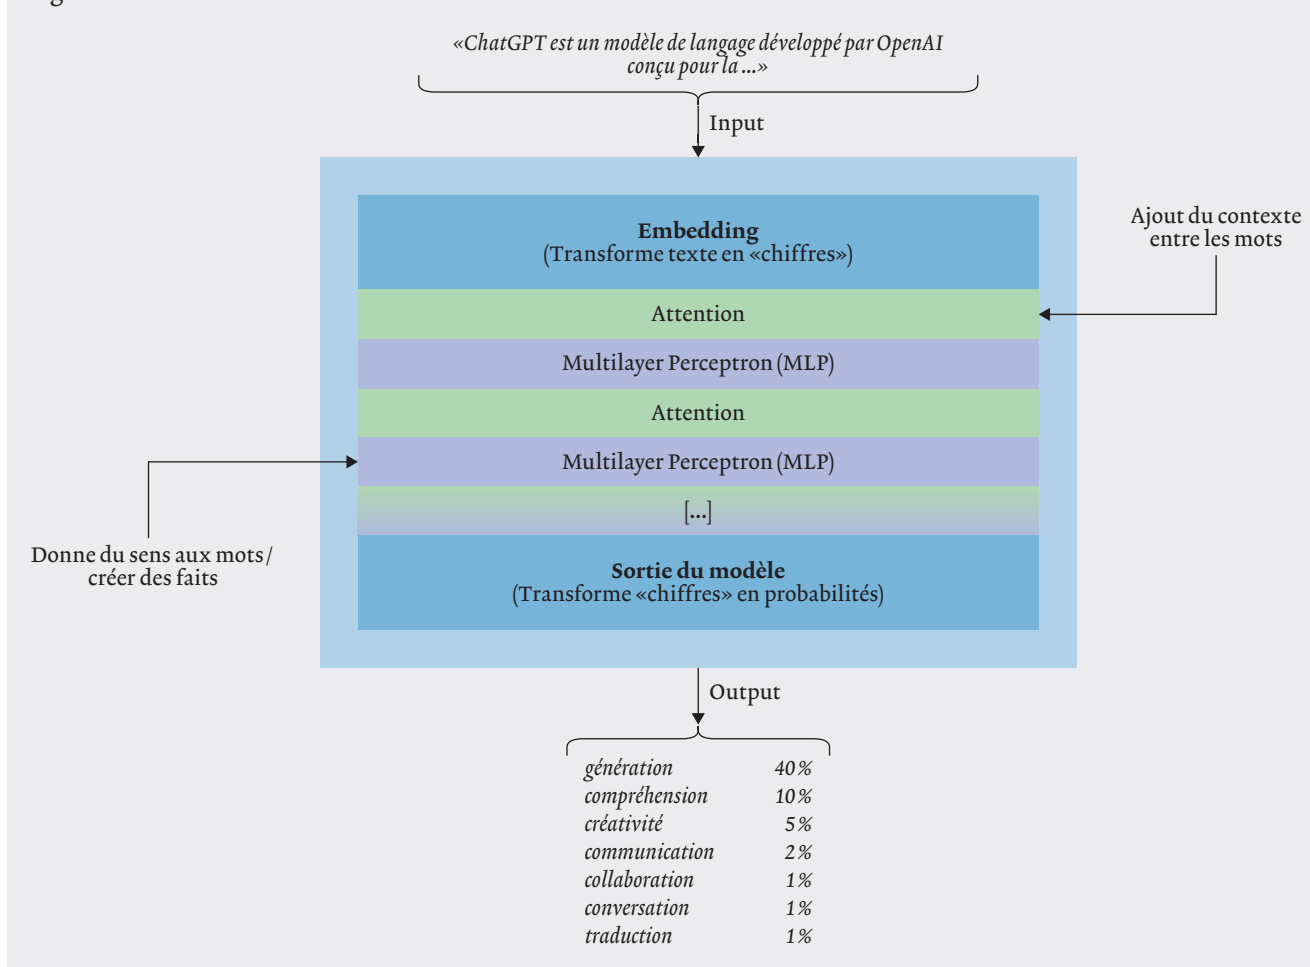 «ChatGPT est un modèle de langage développé par OpenAI
conçu pour la ...»
Input
Embedding
(Transforme texte en «chiffres»)
Ajout du contexte
entre les mots
Attention
Multilayer Perceptron (MLP)
Attention
Multilayer Perceptron (MLP)
[...]
Donne du sens aux mots/
créer des faits
Sortie du modèle
(Transforme «chiffres» en probabilités)
Output
génération 40 %
compréhension 10 %
créativité 5 %
communication 2 %
collaboration 1 %
conversation 1 %
traduction 1 %